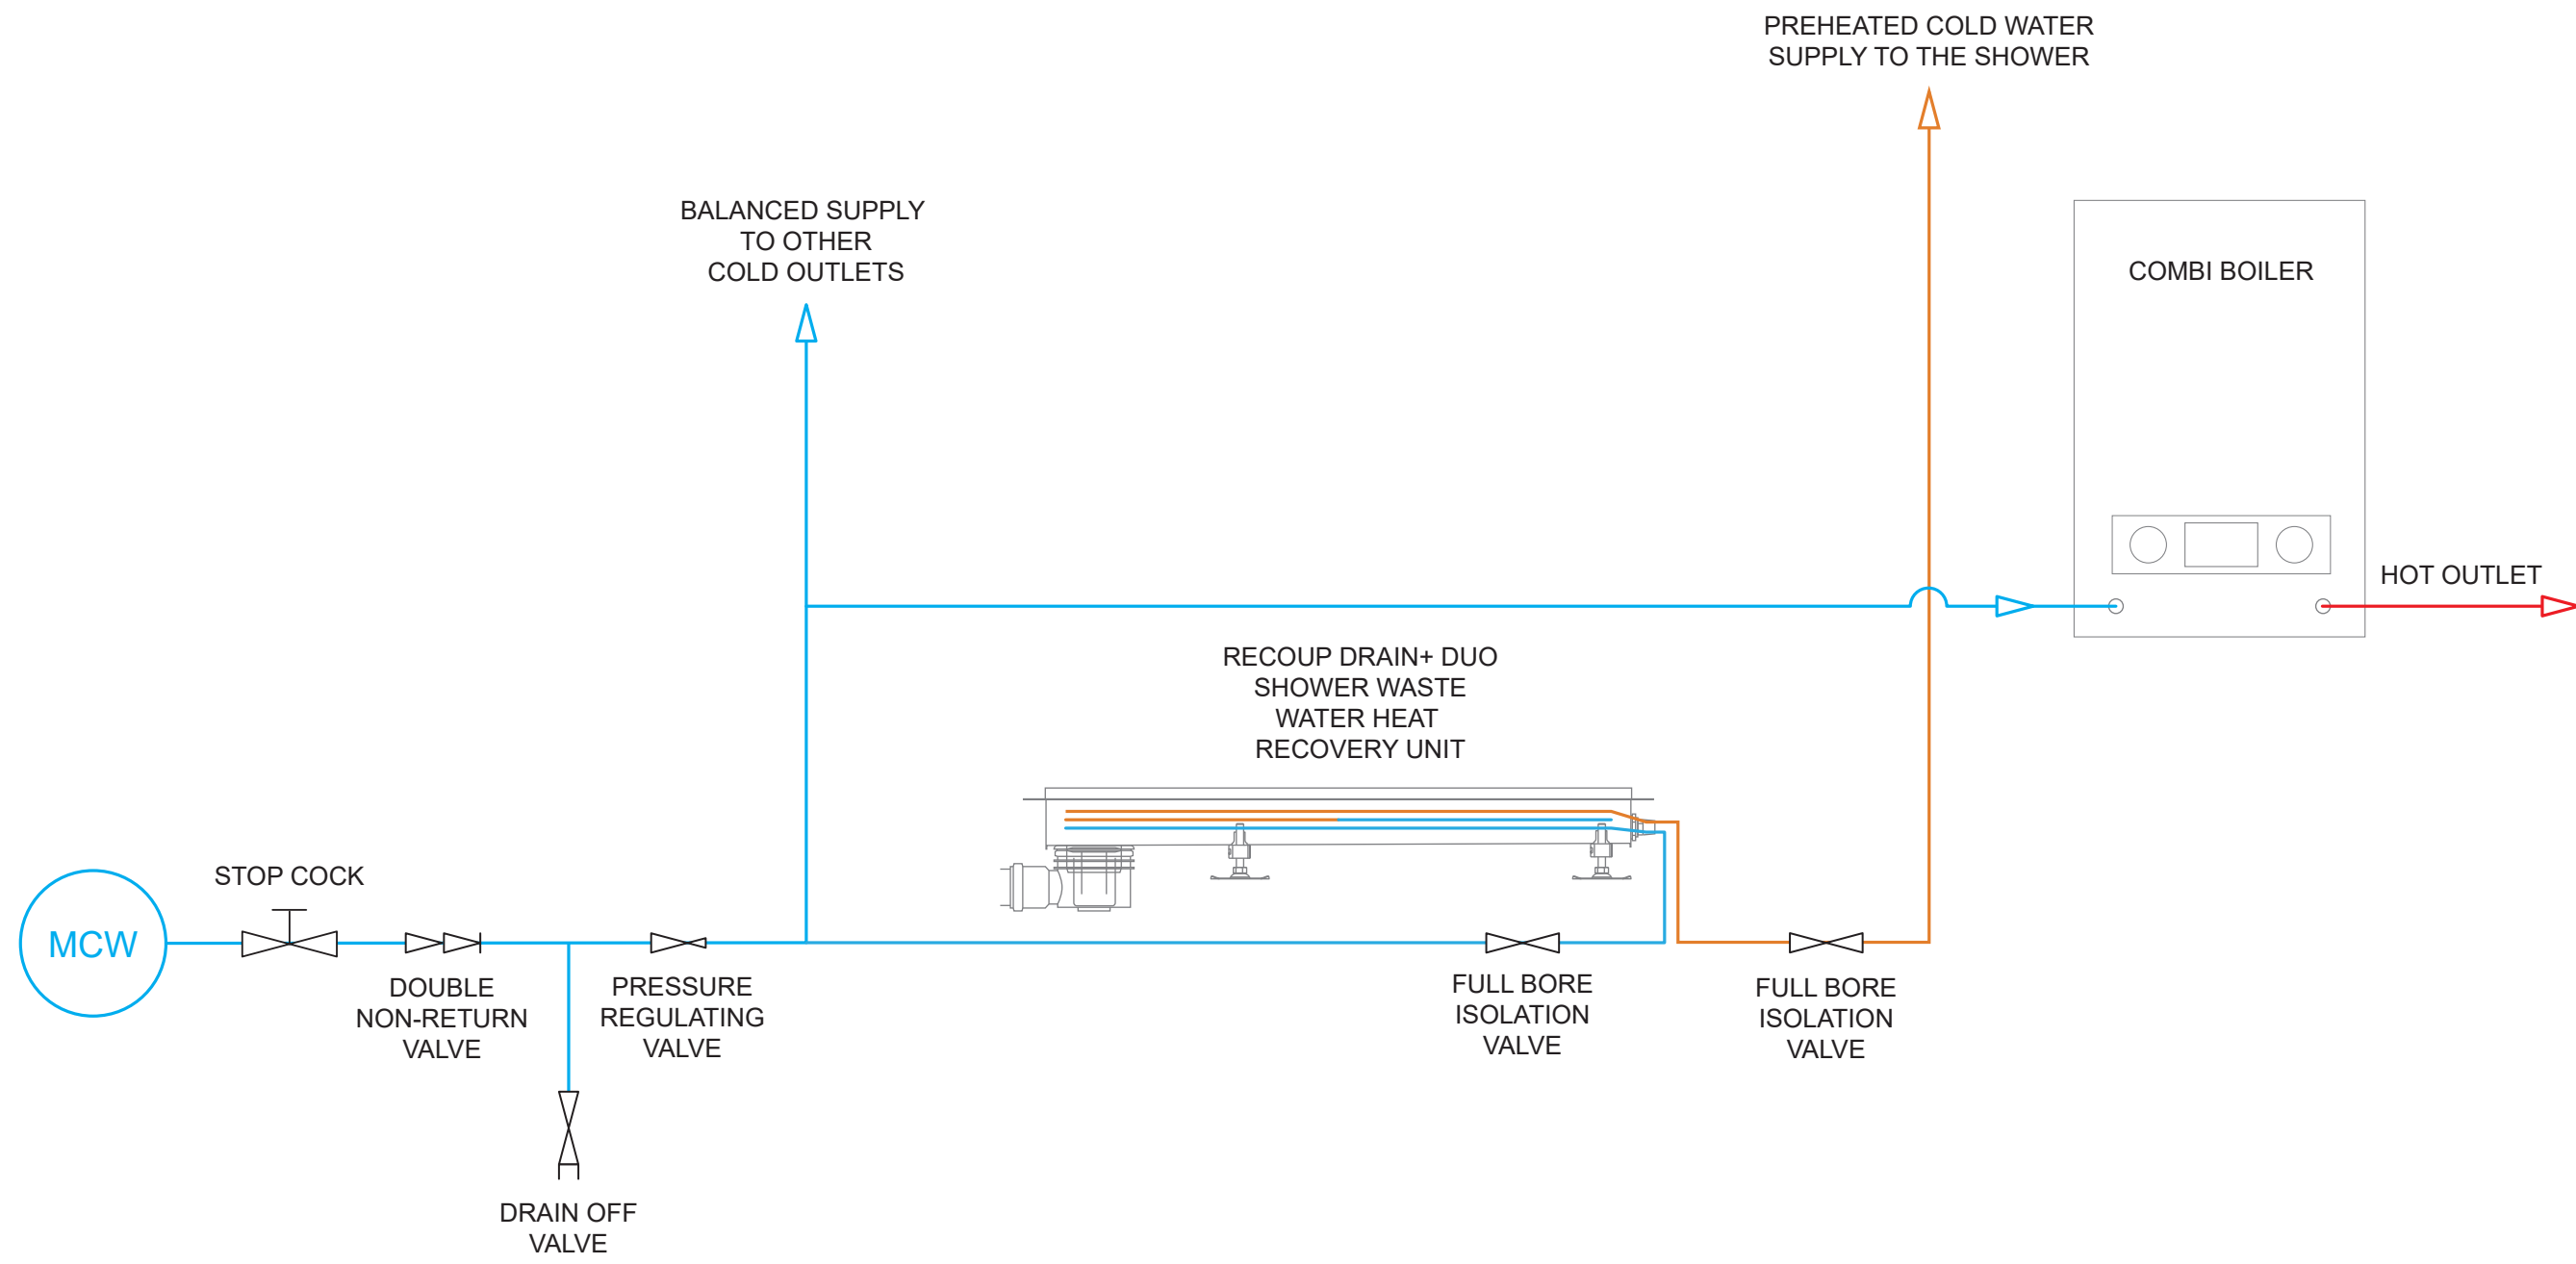 PREHEATED COLD WATER
SUPPLY TO THE SHOWER
BALANCED SUPPLY
TO OTHER
COLD OUTLETS
COMBI BOILER
HOT OUTLET
RECOUP DRAIN+ DUO
SHOWER WASTE
WATER HEAT
RECOVERY UNIT
STOP COCK
MCW
DOUBLE
NON-RETURN
VALVE
PRESSURE
REGULATING
VALVE
FULL BORE
ISOLATION
VALVE
FULL BORE
ISOLATION
VALVE
DRAIN OFF
VALVE